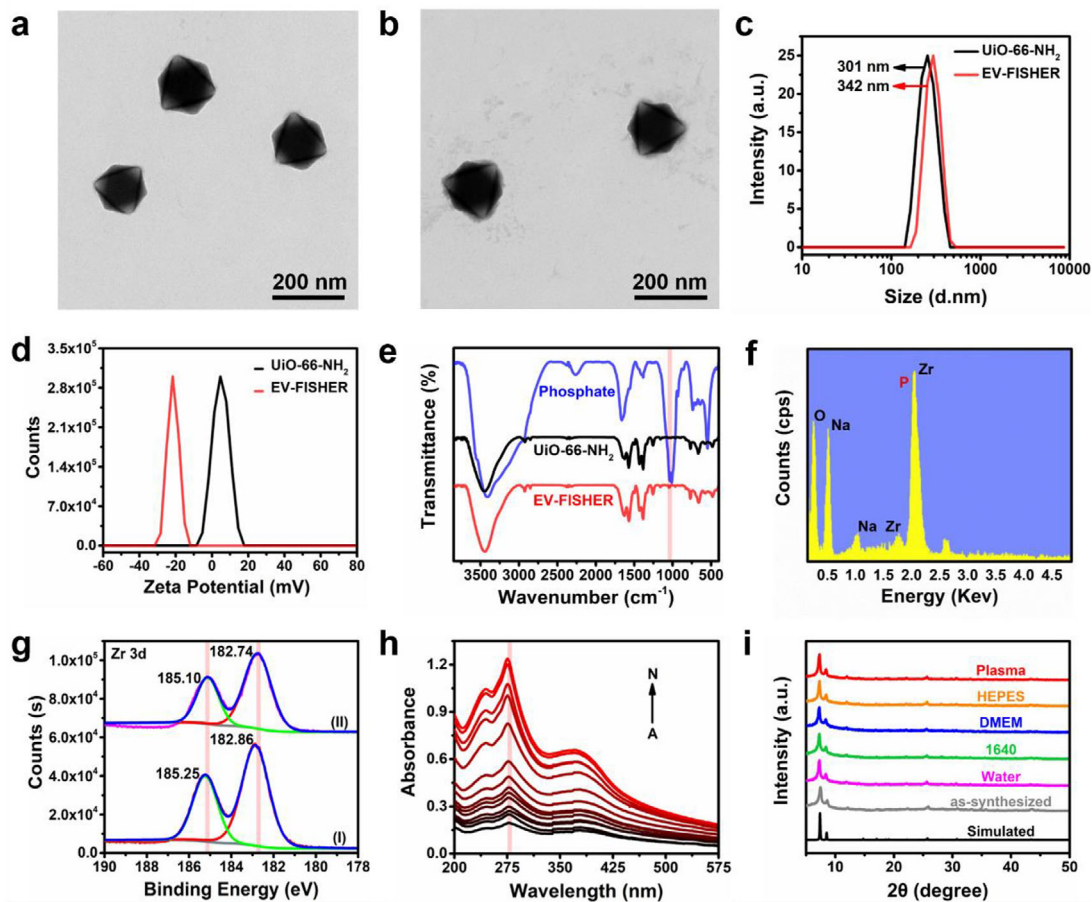 a
200 nm
b
200 nm
c
UiO-66-NH2
EV-FISHER
301 nm
342 nm
Intensity (a.u.)
25
20
15
10
5
0
10
100
1000
10000
Size (d.nm)
d
UiO-66-NH2
EV-FISHER
Counts
3.5x10^5
2.8x10^5
2.1x10^5
1.4x10^5
7.0x10^4
0.0
-60
-40
-20
0
20
40
60
80
Zeta Potential (mV)
e
Phosphate
UiO-66-NH2
EV-FISHER
Transmittance (%)
3500
3000
2500
2000
1500
1000
500
Wavenumber (cm-1)
f
O
Na
Na
Zr
P
Zr
Counts (cps)
0.5
1.0
1.5
2.0
2.5
3.0
3.5
4.0
4.5
Energy (Kev)
g
Zr 3d
182.74
185.10
(II)
182.86
185.25
(I)
Counts (s)
1.0x10^5
8.0x10^4
6.0x10^4
4.0x10^4
2.0x10^4
0.0
190
188
186
184
182
180
178
Binding Energy (eV)
h
N
A
Absorbance
1.2
0.9
0.6
0.3
0.0
200
275
350
425
500
575
Wavelength (nm)
i
Plasma
HEPES
DMEM
1640
Water
as-synthesized
Simulated
Intensity (a.u.)
10
20
30
40
50
2θ (degree)